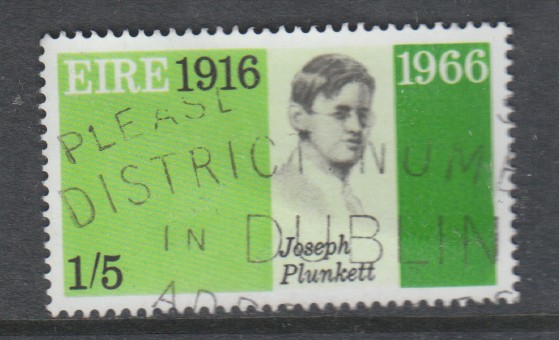 EIRE 1916 1966
PLEASE
DISTRICT NUM
IN DUBLIN
Joseph
Plunkett
1/5